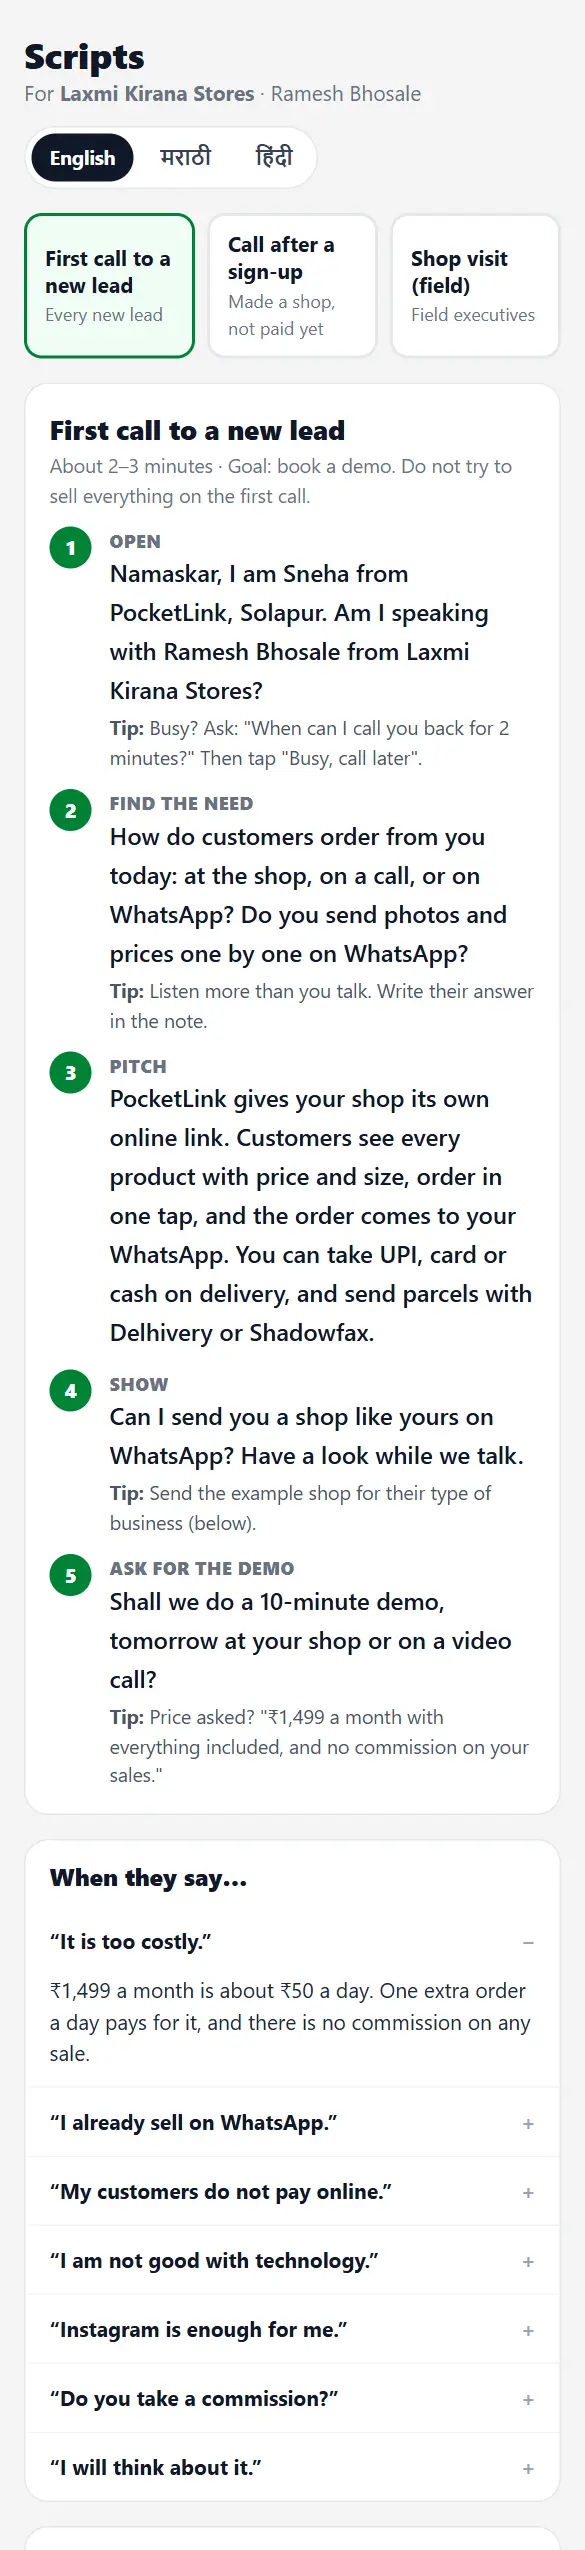 Scripts
For Laxmi Kirana Stores · Ramesh Bhosale
English मराठी हिंदी
First call to a
new lead
Every new lead
Call after a
sign-up
Made a shop,
not paid yet
Shop visit
(field)
Field executives
First call to a new lead
About 2–3 minutes · Goal: book a demo. Do not try to
sell everything on the first call.
1 OPEN
Namaskar, I am Sneha from
PocketLink, Solapur. Am I speaking
with Ramesh Bhosale from Laxmi
Kirana Stores?
Tip: Busy? Ask: "When can I call you back for 2
minutes?" Then tap "Busy, call later".
2 FIND THE NEED
How do customers order from you
today: at the shop, on a call, or on
WhatsApp? Do you send photos and
prices one by one on WhatsApp?
Tip: Listen more than you talk. Write their answer
in the note.
3 PITCH
PocketLink gives your shop its own
online link. Customers see every
product with price and size, order in
one tap, and the order comes to your
WhatsApp. You can take UPI, card or
cash on delivery, and send parcels with
Delhivery or Shadowfax.
4 SHOW
Can I send you a shop like yours on
WhatsApp? Have a look while we talk.
Tip: Send the example shop for their type of
business (below).
5 ASK FOR THE DEMO
Shall we do a 10-minute demo,
tomorrow at your shop or on a video
call?
Tip: Price asked? "₹1,499 a month with
everything included, and no commission on your
sales."
When they say...
“It is too costly.” −
₹1,499 a month is about ₹50 a day. One extra order
a day pays for it, and there is no commission on any
sale.
“I already sell on WhatsApp.” +
“My customers do not pay online.” +
“I am not good with technology.” +
“Instagram is enough for me.” +
“Do you take a commission?” +
“I will think about it.” +